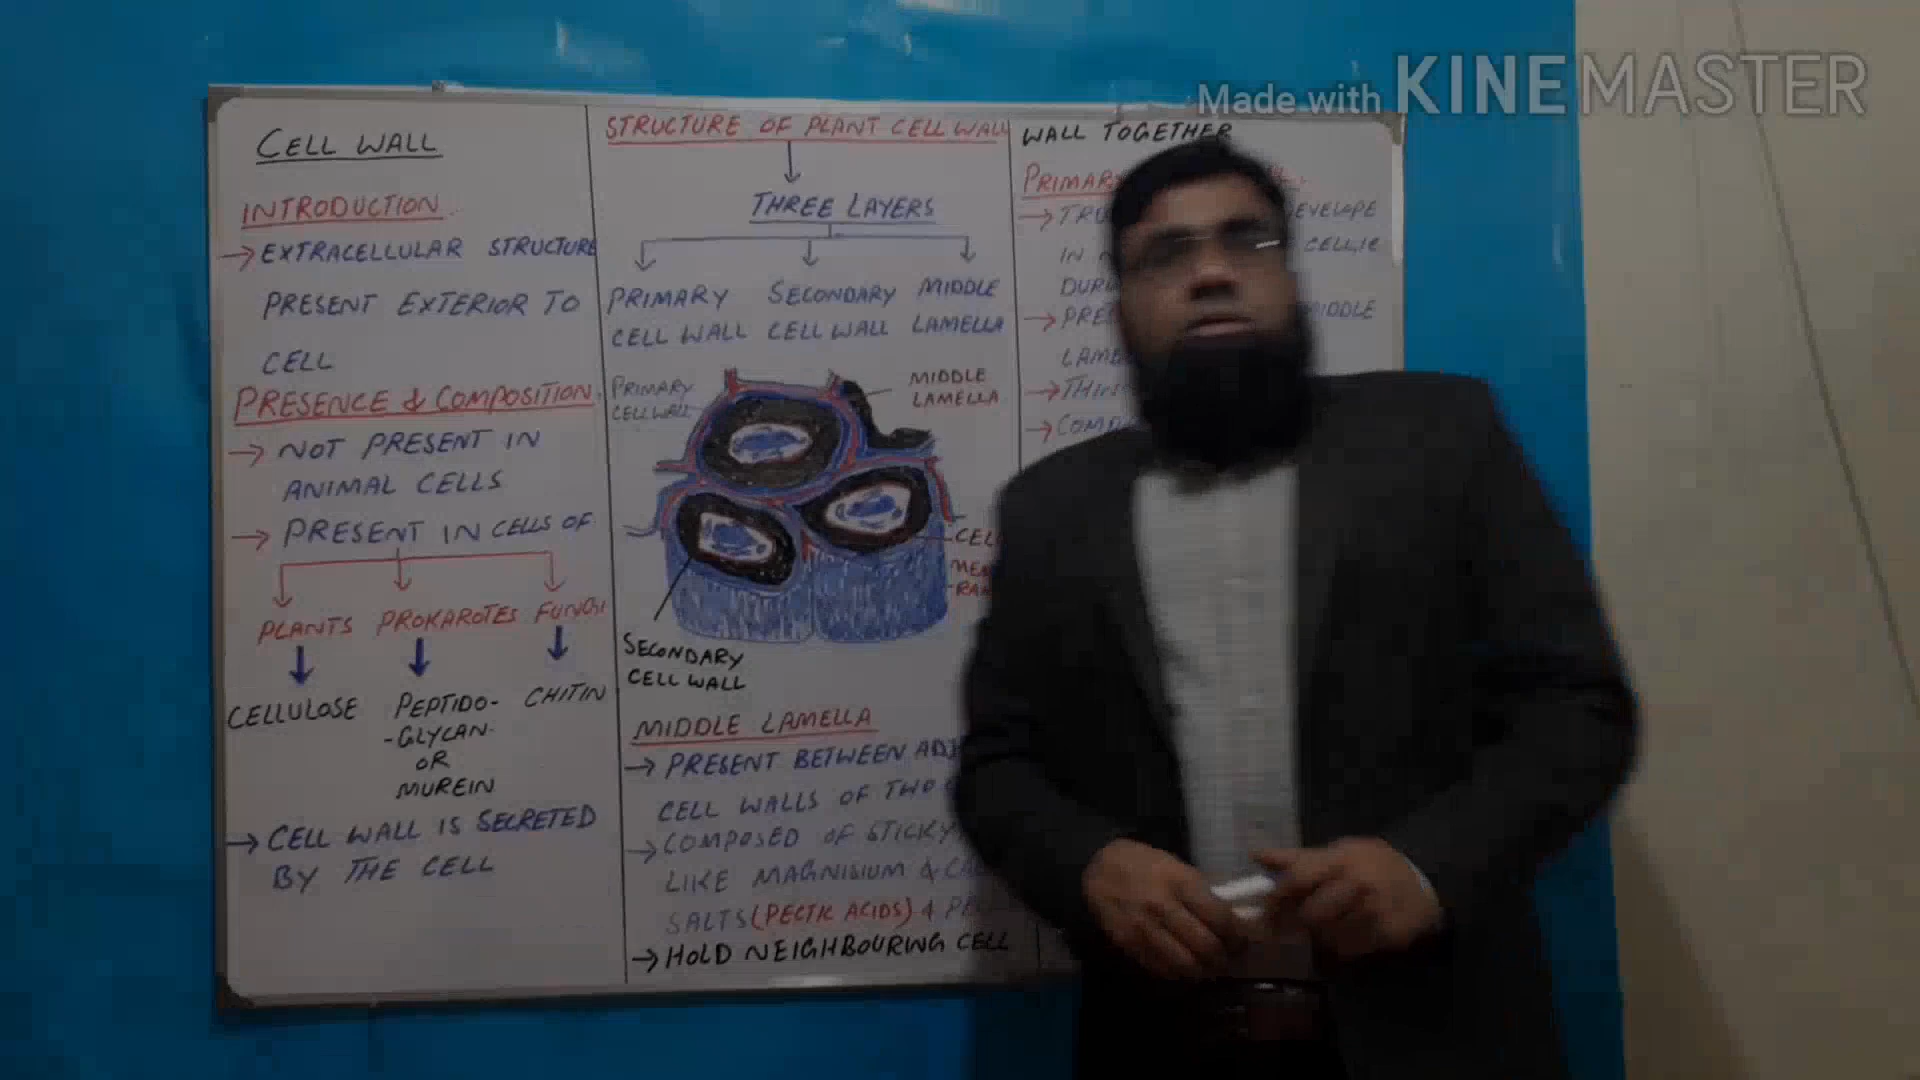 Made with KINEMASTER
CELL WALL
INTRODUCTION
→ EXTRACELLULAR STRUCTURE
PRESENT EXTERIOR TO
CELL
PRESENCE & COMPOSITION
→ NOT PRESENT IN
ANIMAL CELLS
→ PRESENT IN CELLS OF
PLANTS PROKAROTES FUNGI
CELLULOSE PEPTIDO- CHITIN
-GLYCAN-
OR
MUREIN
→ CELL WALL IS SECRETED
BY THE CELL
STRUCTURE OF PLANT CELL WALL
THREE LAYERS
PRIMARY SECONDARY MIDDLE
CELL WALL CELL WALL LAMELLA
PRIMARY
CELL WALL
MIDDLE
LAMELLA
SECONDARY
CELL WALL
MIDDLE LAMELLA
→ PRESENT BETWEEN
CELL WALLS OF TWO
→ COMPOSED OF STICKY
LIKE MAGNISIUM &
SALTS (PECTIC ACIDS) &
→ HOLD NEIGHBOURING CELL
WALL TOGETHER
IN
MIDDLE